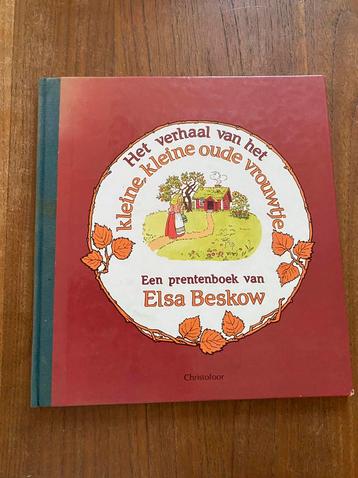 Het verhaal van het
kleine, kleine oude vrouwtje
Een prentenboek van
Elsa Beskow
Christofoor